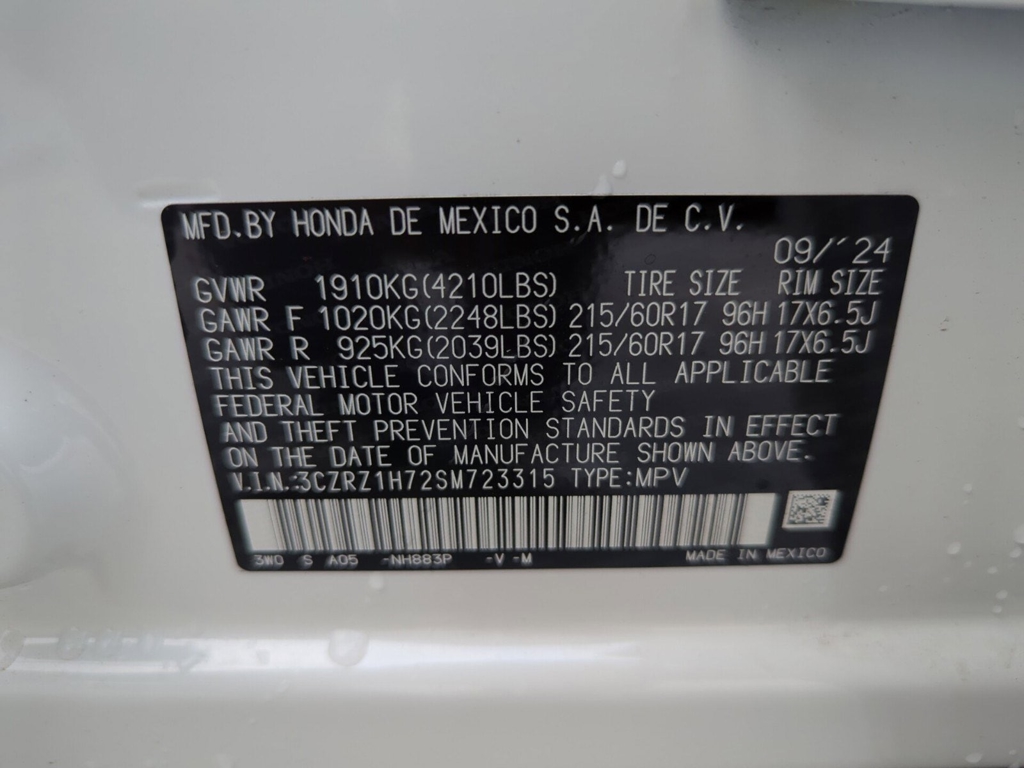 MFD.BY HONDA DE MEXICO S.A. DE C.V.
09/´24
GVWR 1910KG(4210LBS) TIRE SIZE RIM SIZE
GAWR F 1020KG(2248LBS) 215/60R17 96H 17X6.5J
GAWR R 925KG(2039LBS) 215/60R17 96H 17X6.5J
THIS VEHICLE CONFORMS TO ALL APPLICABLE
FEDERAL MOTOR VEHICLE SAFETY
AND THEFT PREVENTION STANDARDS IN EFFECT
ON THE DATE OF MANUFACTURE SHOWN ABOVE.
V.I.N.:3CZRZ1H72SM723315 TYPE:MPV
3W0 S A05 -NH883P -V -M MADE IN MEXICO